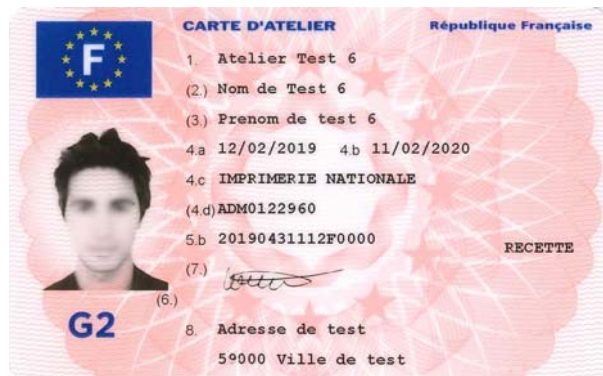 CARTE D'ATELIER République Française
F
1. Atelier Test 6
(2.) Nom de Test 6
(3.) Prenom de test 6
4.a 12/02/2019 4.b 11/02/2020
4.c IMPRIMERIE NATIONALE
(4.d) ADM0122960
5.b 20190431112F0000
RECETTE
(7.)
(6.)
G2
8. Adresse de test
59000 Ville de test